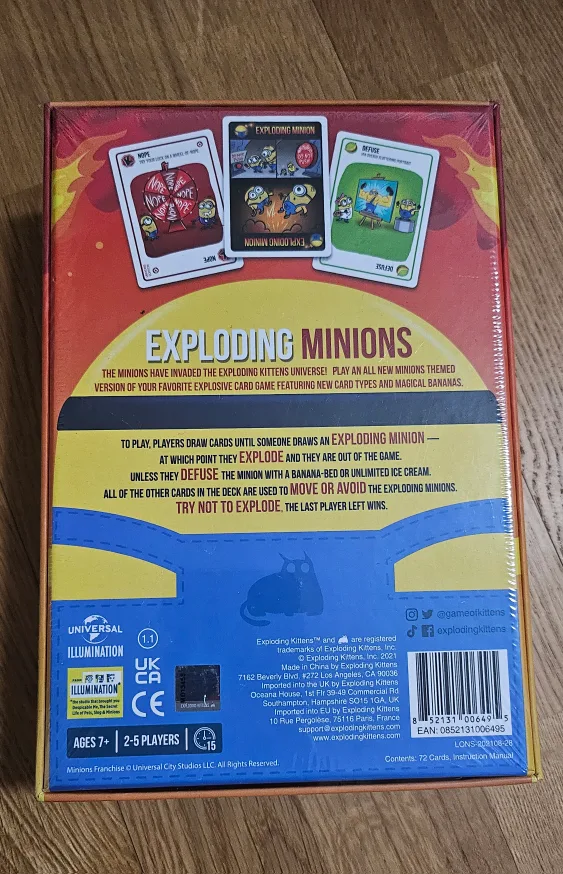 NOPE
EXPLODING MINION
DEFUSE
NOPE
NOPE
NOPE
NOPE
NOPE
EXPLODING MINION
DEFUSE
EXPLODING MINIONS
THE MINIONS HAVE INVADED THE EXPLODING KITTENS UNIVERSE! PLAY AN ALL NEW MINIONS THEMED
VERSION OF YOUR FAVORITE EXPLOSIVE CARD GAME FEATURING NEW CARD TYPES AND MAGICAL BANANAS.
TO PLAY, PLAYERS DRAW CARDS UNTIL SOMEONE DRAWS AN EXPLODING MINION —
AT WHICH POINT THEY EXPLODE AND THEY ARE OUT OF THE GAME.
UNLESS THEY DEFUSE THE MINION WITH A BANANA-BED OR UNLIMITED ICE CREAM.
ALL OF THE OTHER CARDS IN THE DECK ARE USED TO MOVE OR AVOID THE EXPLODING MINIONS.
TRY NOT TO EXPLODE, THE LAST PLAYER LEFT WINS.
@gameofkittens
explodingkittens
UNIVERSAL
ILLUMINATION
1.1
UK
CA
CE
ILLUMINATION
Exploding Kittens™ and are registered
trademarks of Exploding Kittens, Inc.
© Exploding Kittens, Inc. 2021
Made in China by Exploding Kittens
7162 Beverly Blvd. #272 Los Angeles, CA 90036
Imported into the UK by Exploding Kittens
Oceana House, 1st Flr 39-49 Commercial Rd
Southampton, Hampshire SO15 1GA, UK
Imported into EU by Exploding Kittens
10 Rue Pergolèse, 75116 Paris, France
support@explodingkittens.com
www.explodingkittens.com
8 52131 00649 5
EAN: 0852131006495
LONS-202108-26
Contents: 72 Cards, Instruction Manual
AGES 7+ 2-5 PLAYERS 15
Minions Franchise © Universal City Studios LLC. All Rights Reserved.